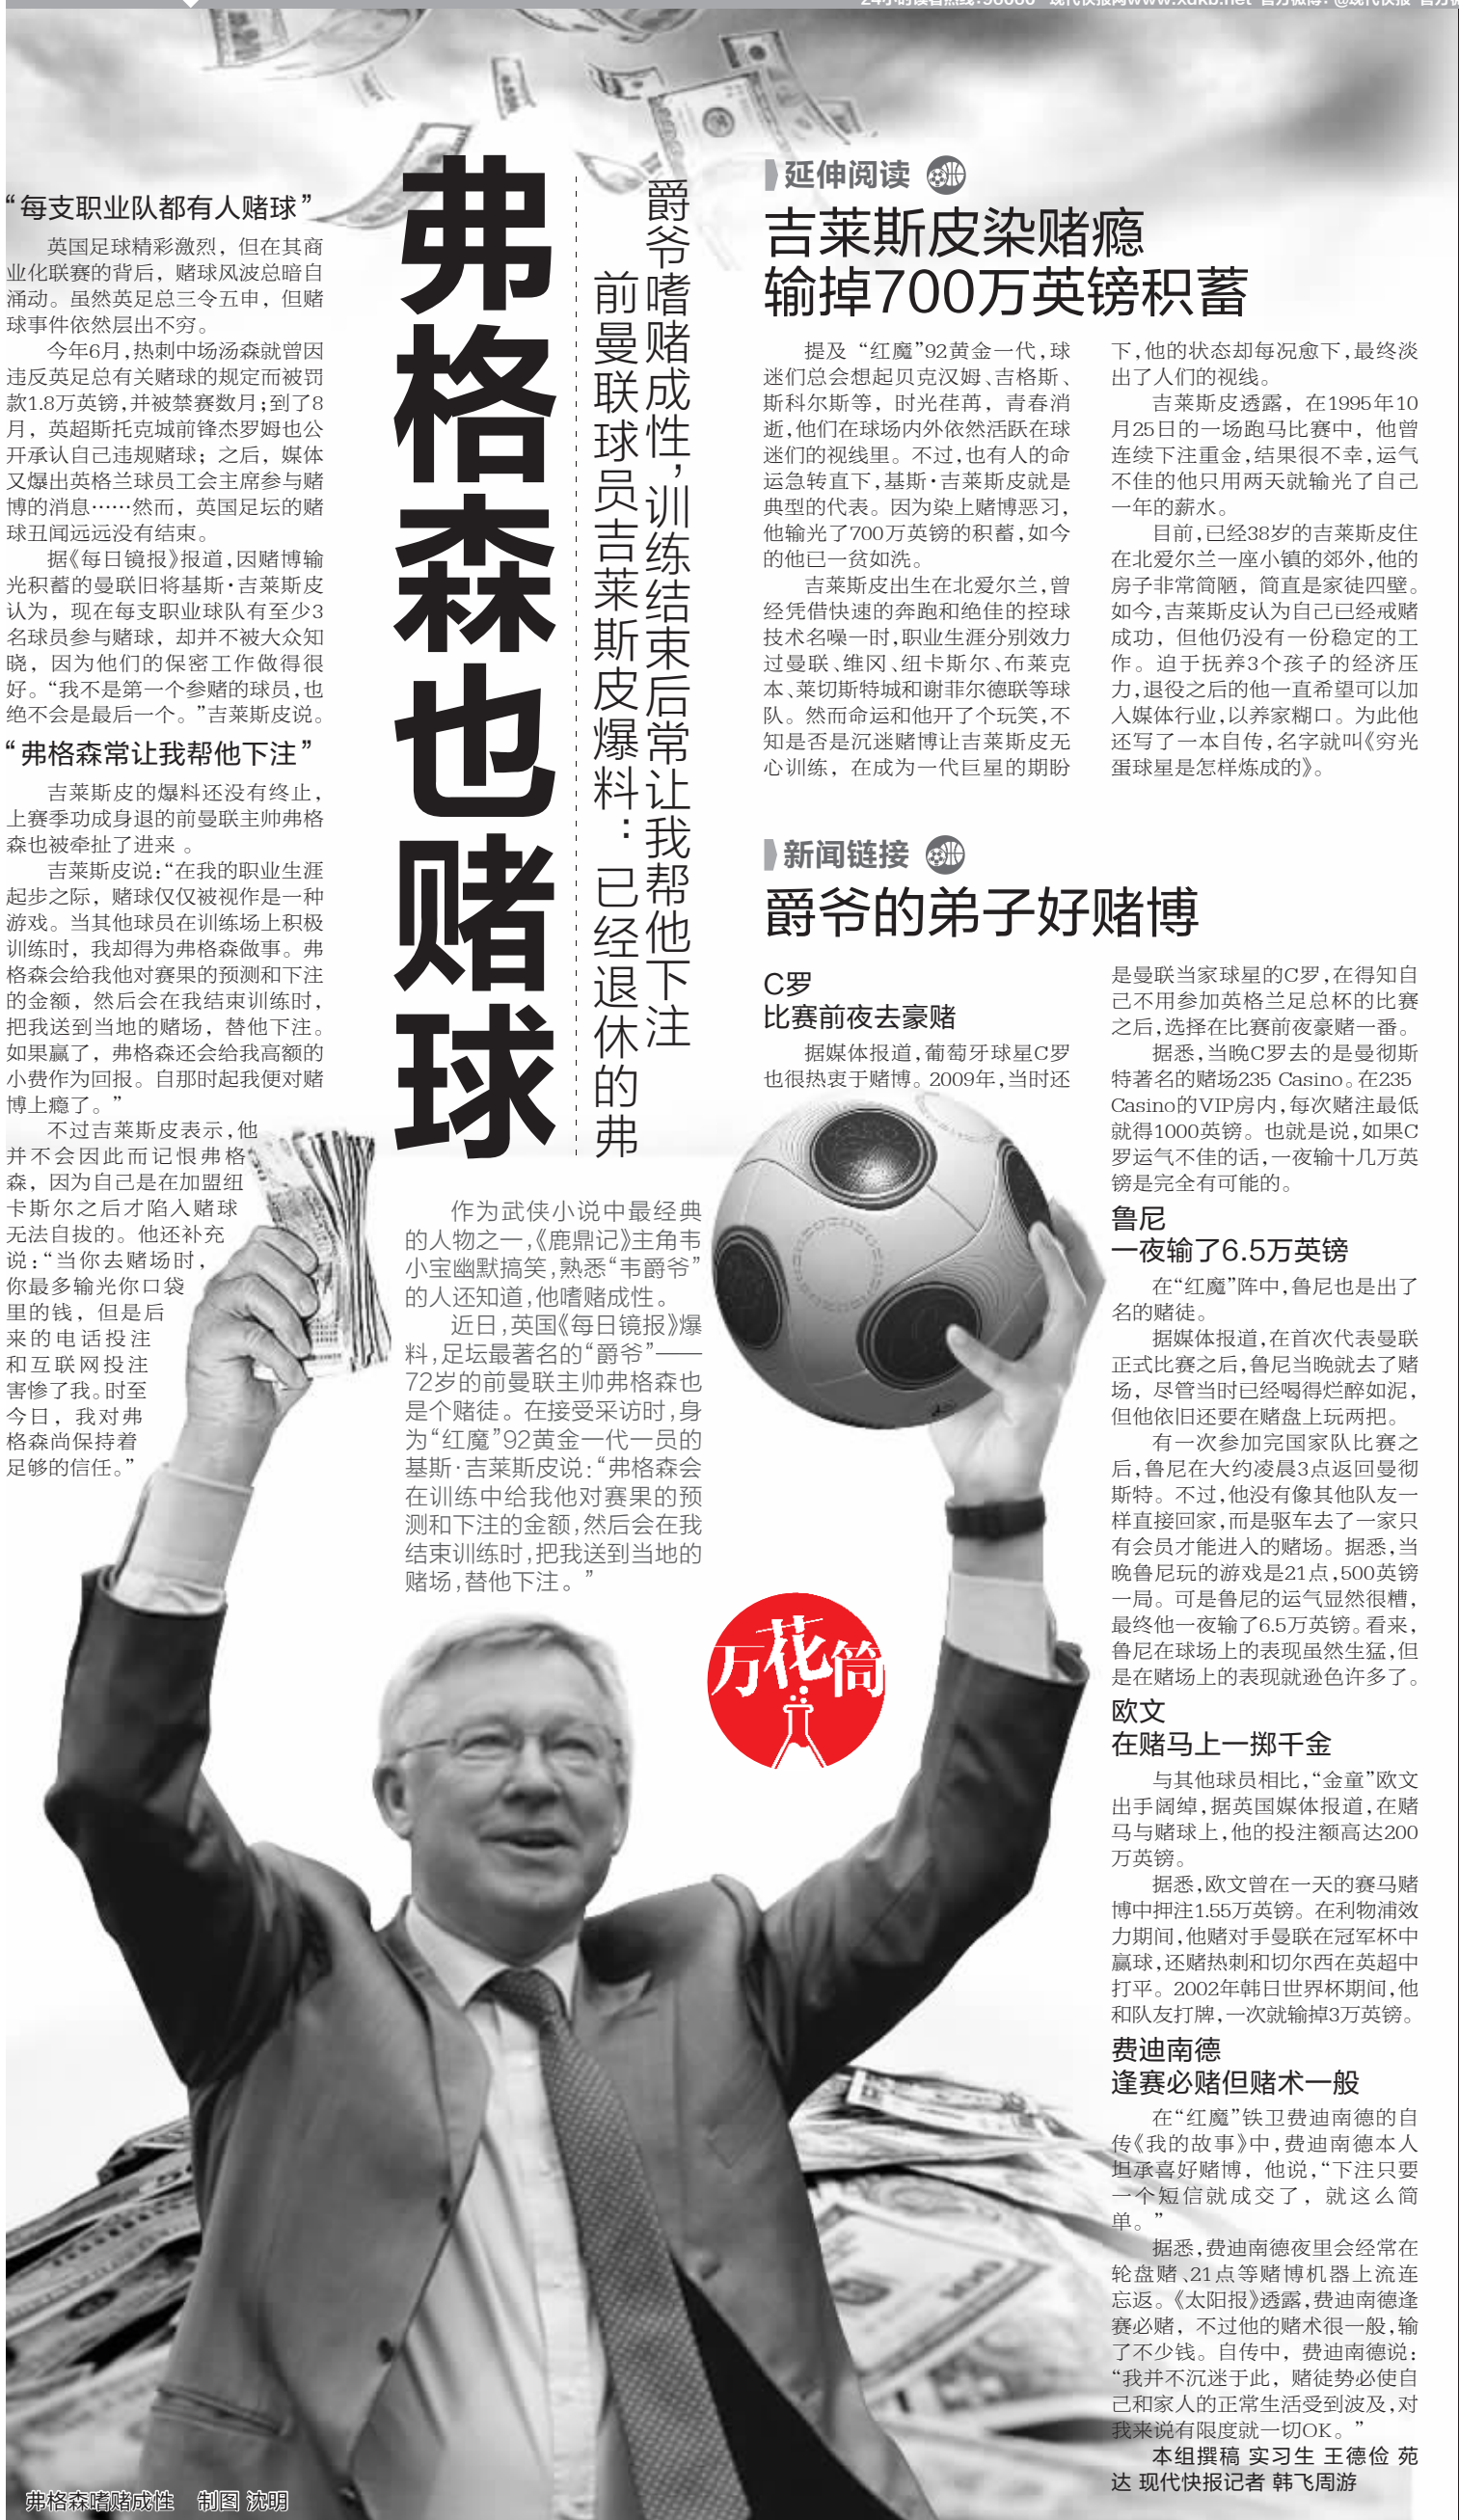 弗格森也赌球
爵爷嗜赌成性,训练结束后常让我帮他下注
前曼联球员吉莱斯皮爆料:已经退休的弗
作为武侠小说中最经典
的人物之一,《鹿鼎记》主角韦
小宝幽默搞笑,熟悉“韦爵爷”
的人还知道,他嗜赌成性。
近日,英国《每日镜报》爆
料,足坛最著名的“爵爷”——
72岁的前曼联主帅弗格森也
是个赌徒。在接受采访时,身
为“红魔”92黄金一代一员的
基斯·吉莱斯皮说:“弗格森会
在训练中给我他对赛果的预
测和下注的金额,然后会在我
结束训练时,把我送到当地的
赌场,替他下注。”
“每支职业队都有人赌球”
英国足球精彩激烈，但在其商
业化联赛的背后，赌球风波总暗自
涌动。虽然英足总三令五申，但赌
球事件依然层出不穷。
今年6月,热刺中场汤森就曾因
违反英足总有关赌球的规定而被罚
款1.8万英镑,并被禁赛数月;到了8
月，英超斯托克城前锋杰罗姆也公
开承认自己违规赌球；之后，媒体
又爆出英格兰球员工会主席参与赌
博的消息……然而，英国足坛的赌
球丑闻远远没有结束。
据《每日镜报》报道,因赌博输
光积蓄的曼联旧将基斯·吉莱斯皮
认为，现在每支职业球队有至少3
名球员参与赌球，却并不被大众知
晓，因为他们的保密工作做得很
好。“我不是第一个参赌的球员,也
绝不会是最后一个。”吉莱斯皮说。
“弗格森常让我帮他下注”
吉莱斯皮的爆料还没有终止，
上赛季功成身退的前曼联主帅弗格
森也被牵扯了进来 。
吉莱斯皮说:“在我的职业生涯
起步之际，赌球仅仅被视作是一种
游戏。当其他球员在训练场上积极
训练时，我却得为弗格森做事。弗
格森会给我他对赛果的预测和下注
的金额，然后会在我结束训练时，
把我送到当地的赌场，替他下注。
如果赢了，弗格森还会给我高额的
小费作为回报。自那时起我便对赌
博上瘾了。”
不过吉莱斯皮表示,他
并不会因此而记恨弗格
森，因为自己是在加盟纽
卡斯尔之后才陷入赌球
无法自拔的。他还补充
说:“当你去赌场时,
你最多输光你口袋
里的钱，但是后
来的电话投注
和互联网投注
害惨了我。时至
今日，我对弗
格森尚保持着
足够的信任。”
延伸阅读
吉莱斯皮染赌瘾
输掉700万英镑积蓄
提及“红魔”92黄金一代,球
迷们总会想起贝克汉姆、吉格斯、
斯科尔斯等，时光荏苒，青春消
逝,他们在球场内外依然活跃在球
迷们的视线里。不过,也有人的命
运急转直下,基斯·吉莱斯皮就是
典型的代表。因为染上赌博恶习,
他输光了700万英镑的积蓄,如今
的他已一贫如洗。
吉莱斯皮出生在北爱尔兰,曾
经凭借快速的奔跑和绝佳的控球
技术名噪一时,职业生涯分别效力
过曼联、维冈、纽卡斯尔、布莱克
本、莱切斯特城和谢菲尔德联等球
队。然而命运和他开了个玩笑,不
知是否是沉迷赌博让吉莱斯皮无
心训练，在成为一代巨星的期盼
下,他的状态却每况愈下,最终淡
出了人们的视线。
吉莱斯皮透露，在1995年10
月25日的一场跑马比赛中，他曾
连续下注重金,结果很不幸,运气
不佳的他只用两天就输光了自己
一年的薪水。
目前,已经38岁的吉莱斯皮住
在北爱尔兰一座小镇的郊外,他的
房子非常简陋，简直是家徒四壁。
如今,吉莱斯皮认为自己已经戒赌
成功，但他仍没有一份稳定的工
作。迫于抚养3个孩子的经济压
力,退役之后的他一直希望可以加
入媒体行业,以养家糊口。为此他
还写了一本自传,名字就叫《穷光
蛋球星是怎样炼成的》。
新闻链接
爵爷的弟子好赌博
C罗
比赛前夜去豪赌
据媒体报道,葡萄牙球星C罗
也很热衷于赌博。2009年,当时还
是曼联当家球星的C罗,在得知自
己不用参加英格兰足总杯的比赛
之后,选择在比赛前夜豪赌一番。
据悉,当晚C罗去的是曼彻斯
特著名的赌场235 Casino。在235
Casino的VIP房内,每次赌注最低
就得1000英镑。也就是说,如果C
罗运气不佳的话,一夜输十几万英
镑是完全有可能的。
鲁尼
一夜输了6.5万英镑
在“红魔”阵中,鲁尼也是出了
名的赌徒。
据媒体报道,在首次代表曼联
正式比赛之后,鲁尼当晚就去了赌
场，尽管当时已经喝得烂醉如泥,
但他依旧还要在赌盘上玩两把。
有一次参加完国家队比赛之
后,鲁尼在大约凌晨3点返回曼彻
斯特。不过,他没有像其他队友一
样直接回家,而是驱车去了一家只
有会员才能进入的赌场。据悉,当
晚鲁尼玩的游戏是21点,500英镑
一局。可是鲁尼的运气显然很糟,
最终他一夜输了6.5万英镑。看来,
鲁尼在球场上的表现虽然生猛,但
是在赌场上的表现就逊色许多了。
欧文
在赌马上一掷千金
与其他球员相比,“金童”欧文
出手阔绰,据英国媒体报道,在赌
马与赌球上,他的投注额高达200
万英镑。
据悉,欧文曾在一天的赛马赌
博中押注1.55万英镑。在利物浦效
力期间,他赌对手曼联在冠军杯中
赢球,还赌热刺和切尔西在英超中
打平。2002年韩日世界杯期间,他
和队友打牌,一次就输掉3万英镑。
费迪南德
逢赛必赌但赌术一般
在“红魔”铁卫费迪南德的自
传《我的故事》中,费迪南德本人
坦承喜好赌博，他说,“下注只要
一个短信就成交了，就这么简
单。”
据悉,费迪南德夜里会经常在
轮盘赌、21点等赌博机器上流连
忘返。《太阳报》透露,费迪南德逢
赛必赌，不过他的赌术很一般,输
了不少钱。自传中，费迪南德说:
“我并不沉迷于此，赌徒势必使自
己和家人的正常生活受到波及,对
我来说有限度就一切OK。”
本组撰稿 实习生 王德俭 苑
达 现代快报记者 韩飞周游
万花筒
弗格森嗜赌成性 制图 沈明